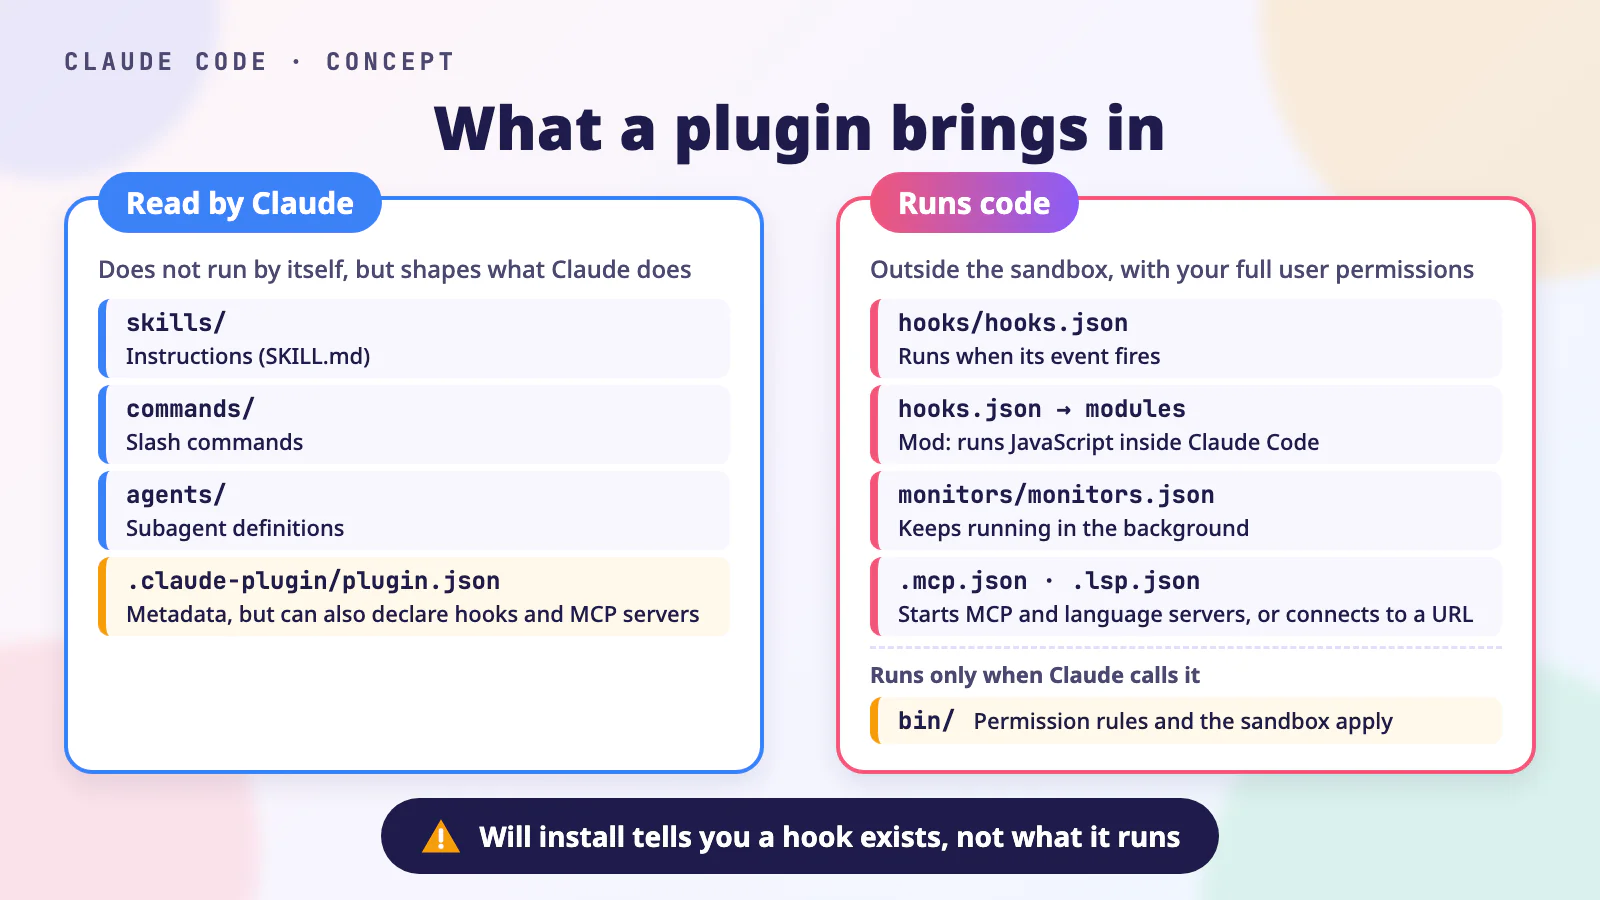 CLAUDE CODE · CONCEPT
What a plugin brings in
Read by Claude
Does not run by itself, but shapes what Claude does
skills/
Instructions (SKILL.md)
commands/
Slash commands
agents/
Subagent definitions
.claude-plugin/plugin.json
Metadata, but can also declare hooks and MCP servers
Runs code
Outside the sandbox, with your full user permissions
hooks/hooks.json
Runs when its event fires
hooks.json → modules
Mod: runs JavaScript inside Claude Code
monitors/monitors.json
Keeps running in the background
.mcp.json · .lsp.json
Starts MCP and language servers, or connects to a URL
Runs only when Claude calls it
bin/ Permission rules and the sandbox apply
Will install tells you a hook exists, not what it runs